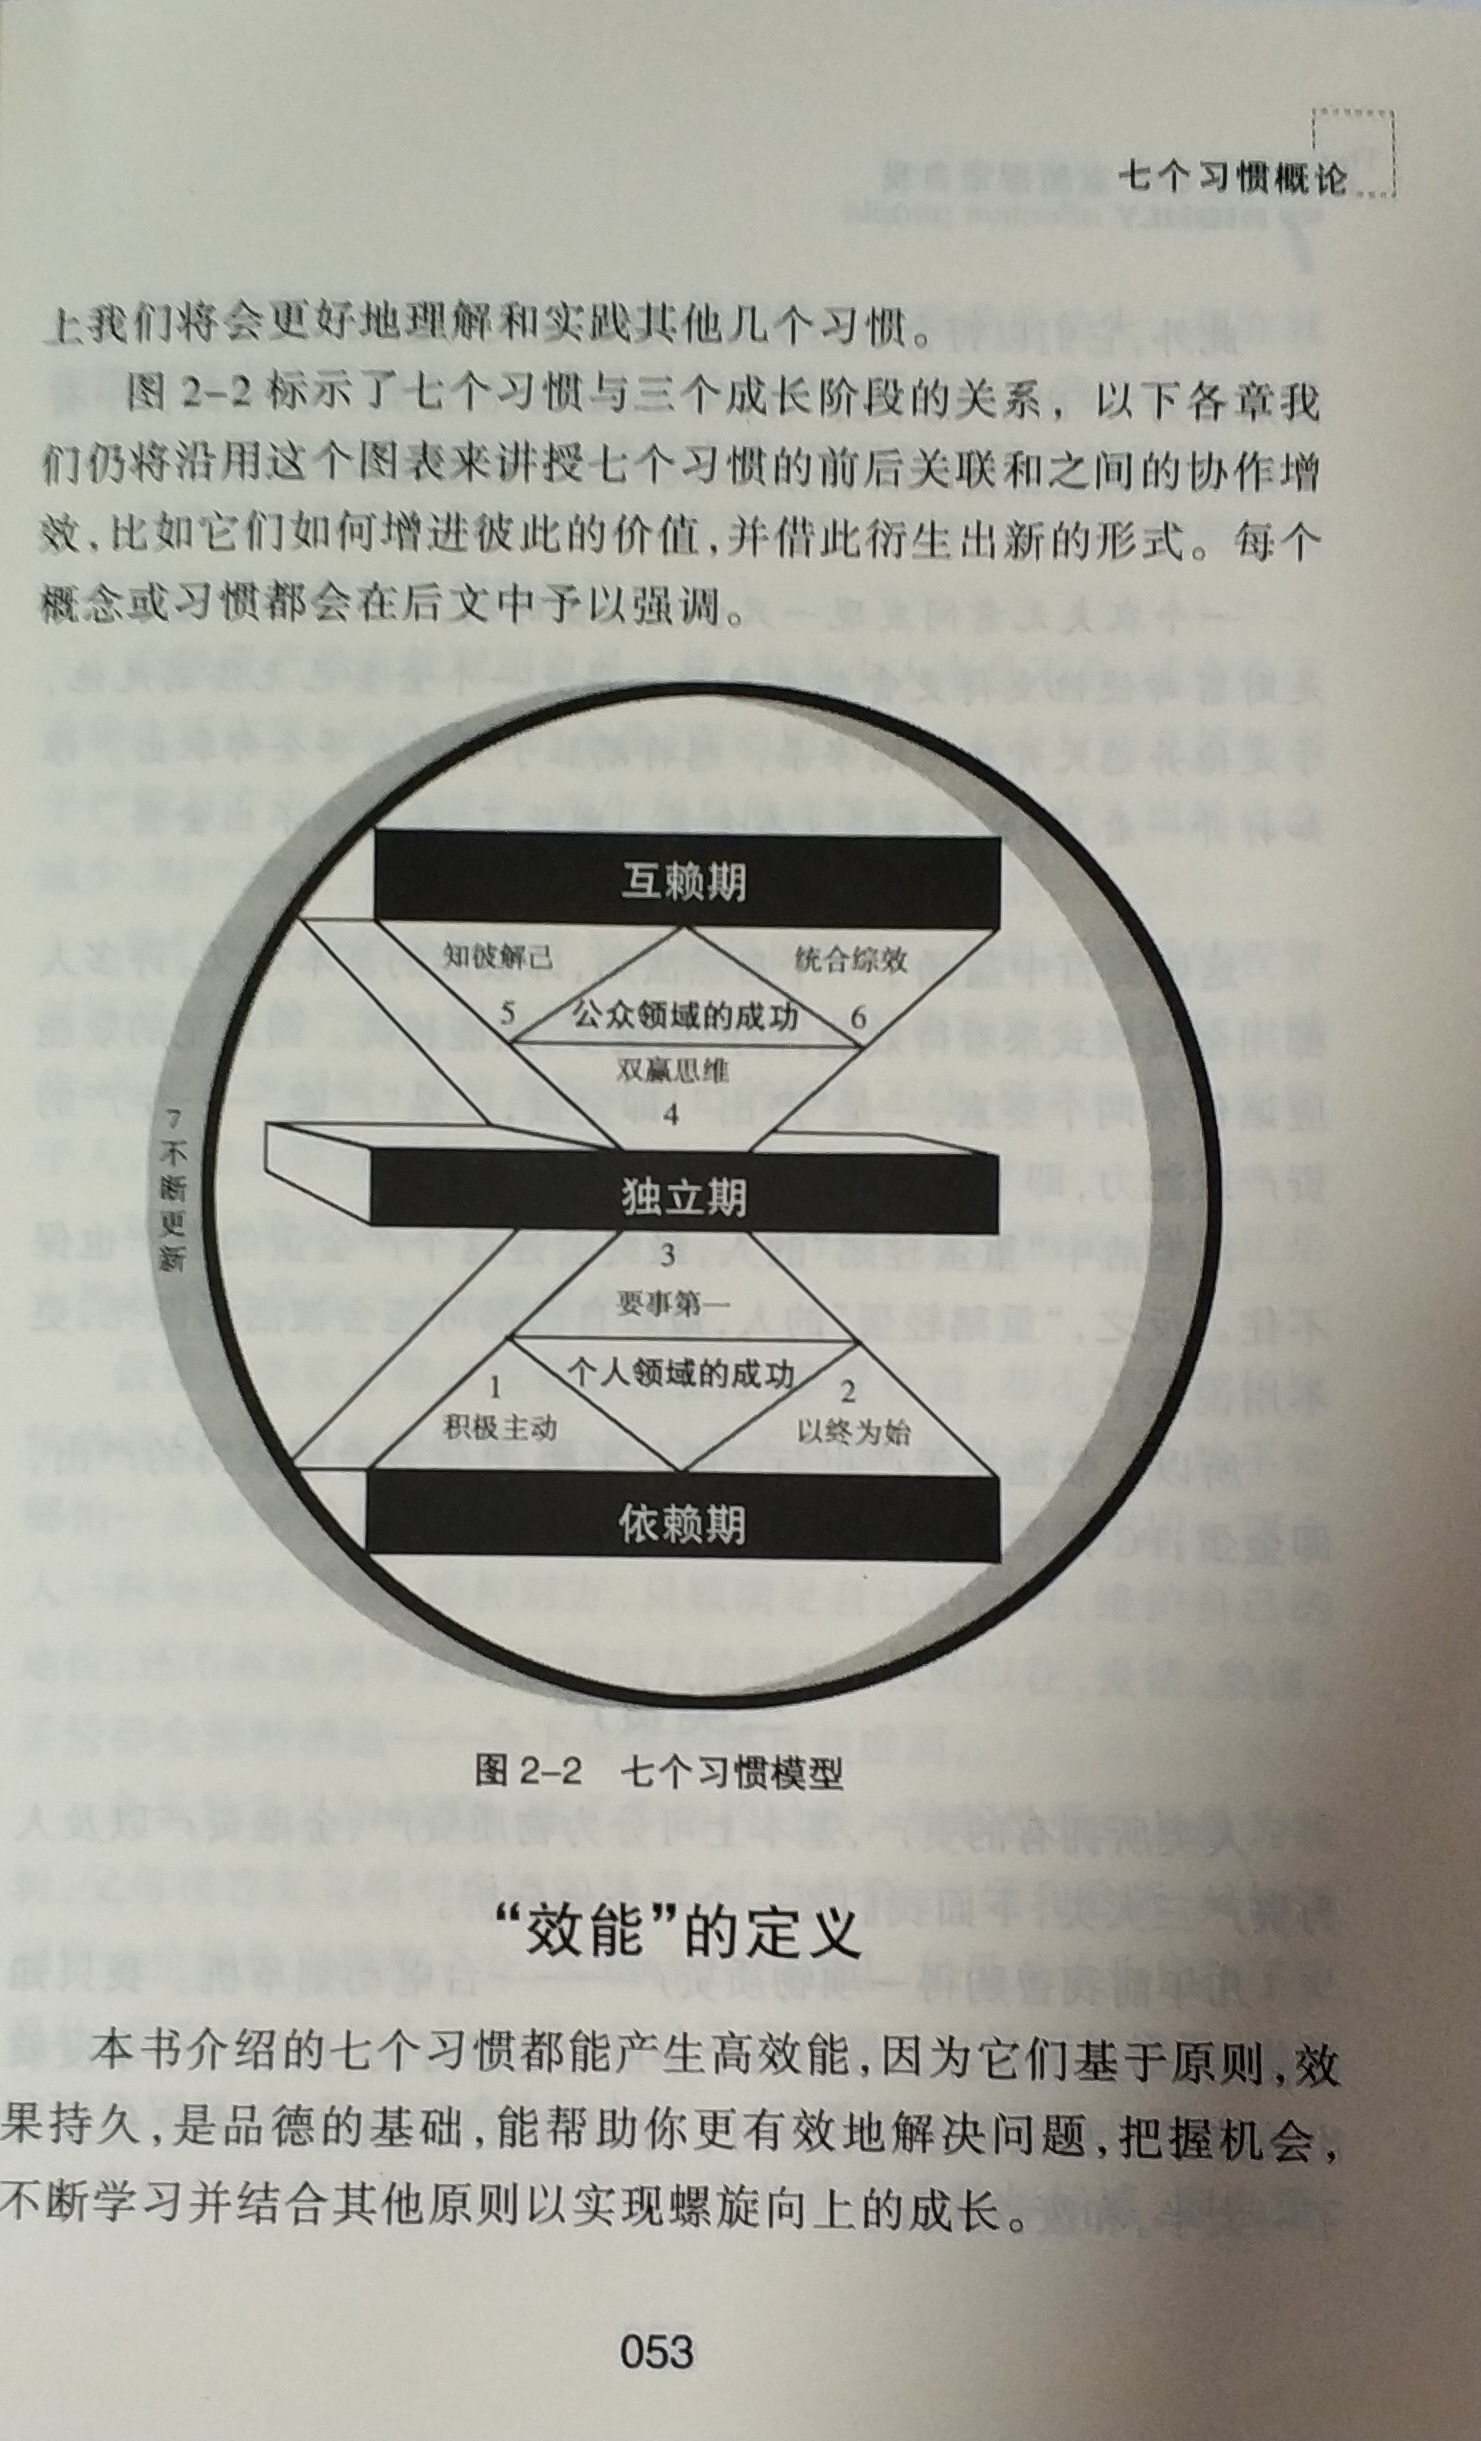 七个习惯概论
上我们将会更好地理解和实践其他几个习惯。
图 2-2 标示了七个习惯与三个成长阶段的关系，以下各章我
们仍将沿用这个图表来讲授七个习惯的前后关联和之间的协作增
效，比如它们如何增进彼此的价值，并借此衍生出新的形式。每个
概念或习惯都会在后文中予以强调。
互赖期
知彼解己
统合综效
5
公众领域的成功
6
双赢思维
4
7
不
断
更
新
独立期
3
要事第一
1
个人领域的成功
2
积极主动
以终为始
依赖期
图 2-2 七个习惯模型
“效能”的定义
本书介绍的七个习惯都能产生高效能，因为它们基于原则，效
果持久，是品德的基础，能帮助你更有效地解决问题，把握机会，
不断学习并结合其他原则以实现螺旋向上的成长。
053